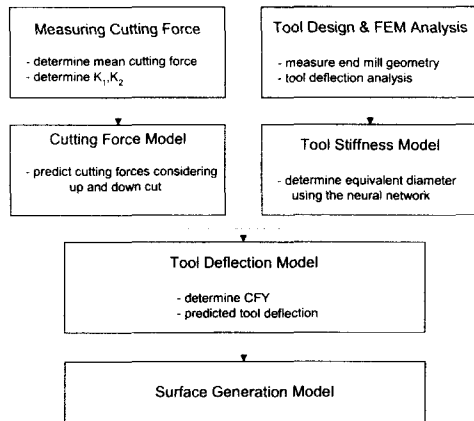 Measuring Cutting Force
- determine mean cutting force
- determine K₁,K₂
Tool Design & FEM Analysis
- measure end mill geometry
- tool deflection analysis
Cutting Force Model
- predict cutting forces considering
up and down cut
Tool Stiffness Model
- determine equivalent diameter
using the neural network
Tool Deflection Model
- determine CFY
- predicted tool deflection
Surface Generation Model